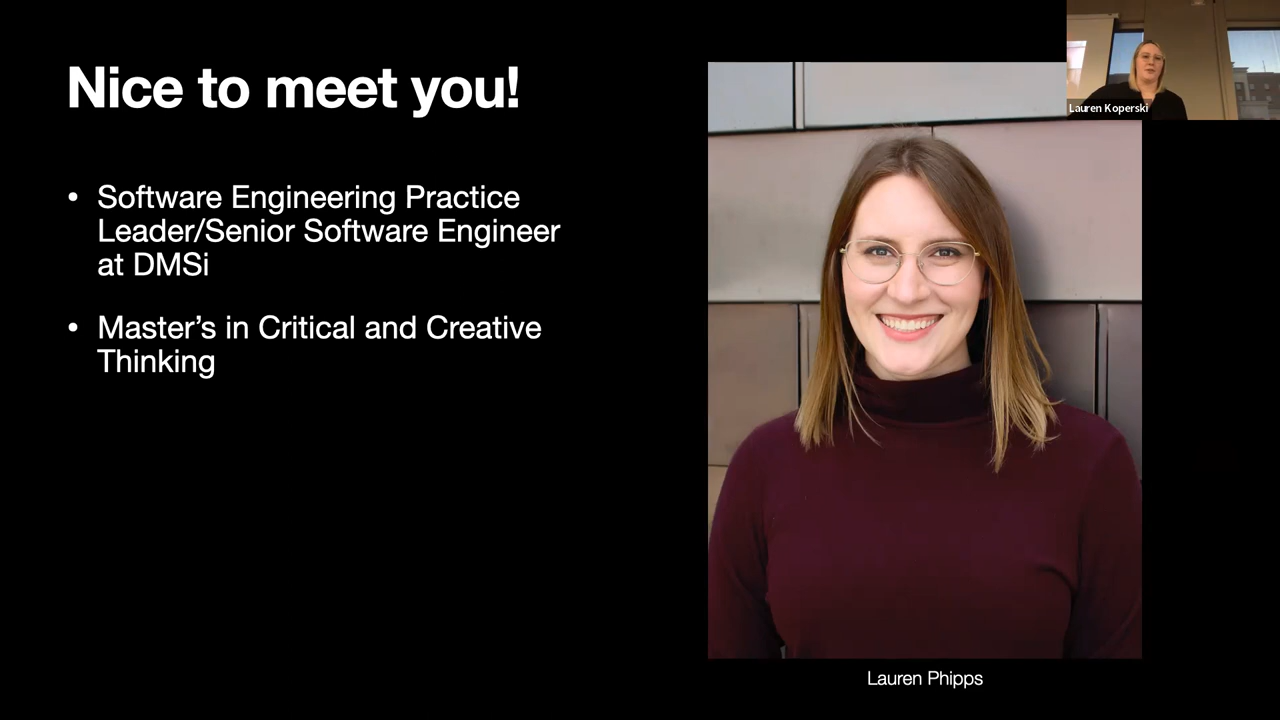 Nice to meet you!
Lauren Koperski
• Software Engineering Practice
Leader/Senior Software Engineer
at DMSi
• Master’s in Critical and Creative
Thinking
Lauren Phipps